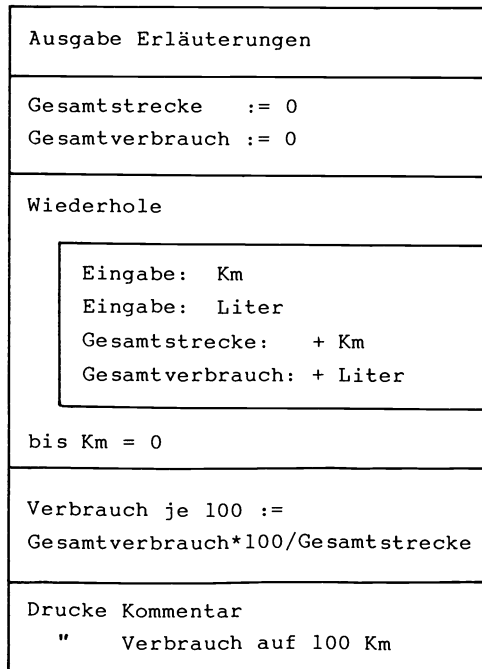 Ausgabe Erläuterungen
Gesamtstrecke := 0
Gesamtverbrauch := 0
Wiederhole
Eingabe: Km
Eingabe: Liter
Gesamtstrecke: + Km
Gesamtverbrauch: + Liter
bis Km = 0
Verbrauch je 100 :=
Gesamtverbrauch*100/Gesamtstrecke
Drucke Kommentar
" Verbrauch auf 100 Km